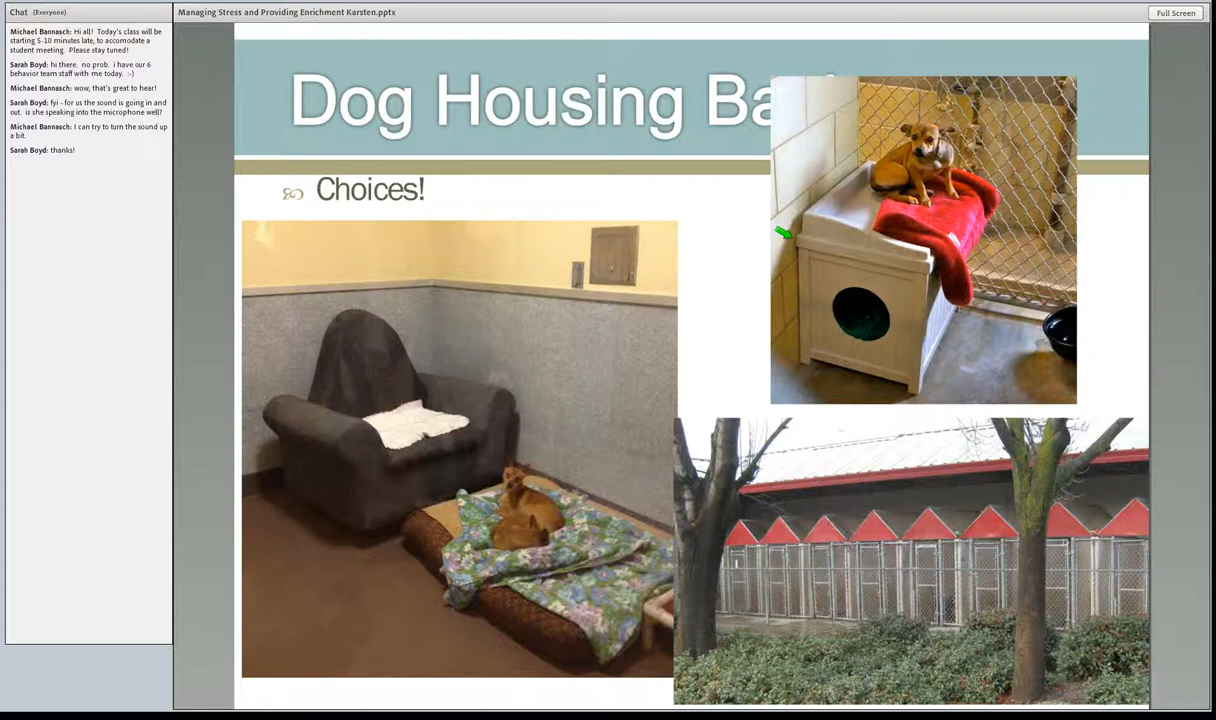 Chat (Everyone)
Michael Bannasch: Hi all! Today's class will be
starting 5-10 minutes late, to accomodate a
student meeting. Please stay tuned!
Sarah Boyd: hi there. no prob. i have our 6
behavior team staff with me today. :-)
Michael Bannasch: wow, that's great to hear!
Sarah Boyd: fyi - for us the sound is going in and
out. is she speaking into the microphone well?
Michael Bannasch: I can try to turn the sound up
a bit.
Sarah Boyd: thanks!
Managing Stress and Providing Enrichment Karsten.pptx
Full Screen
Dog Housing Ba
Choices!